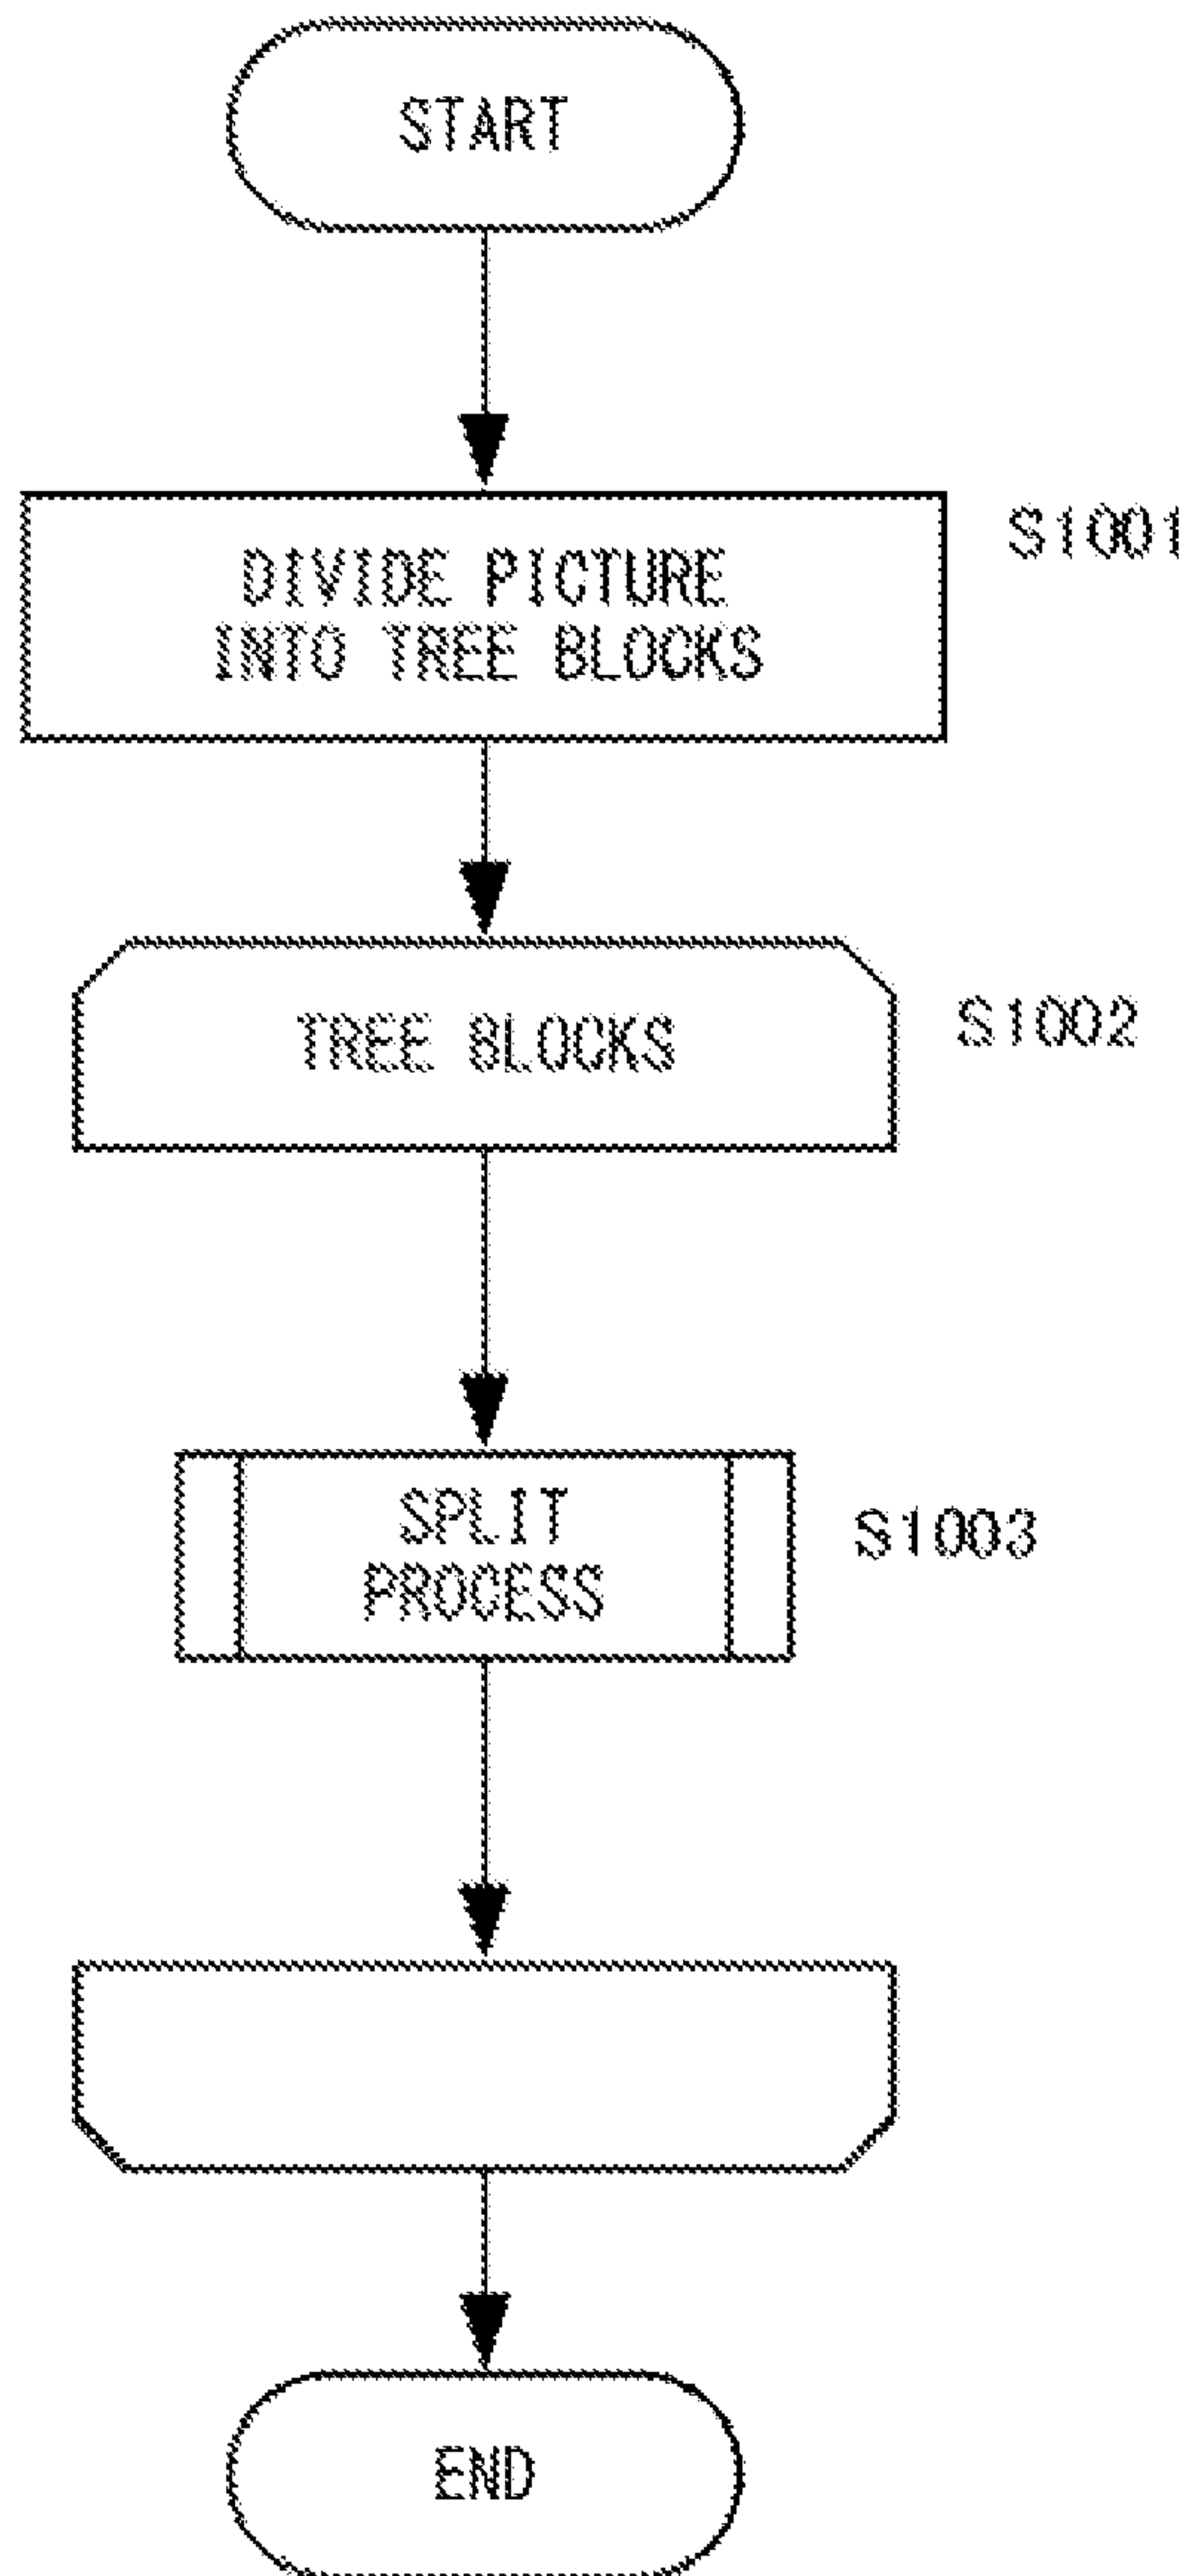 START
DIVIDE PICTURE
INTO TREE BLOCKS
S1001
TREE BLOCKS
S1002
SPLIT
PROCESS
S1003
END